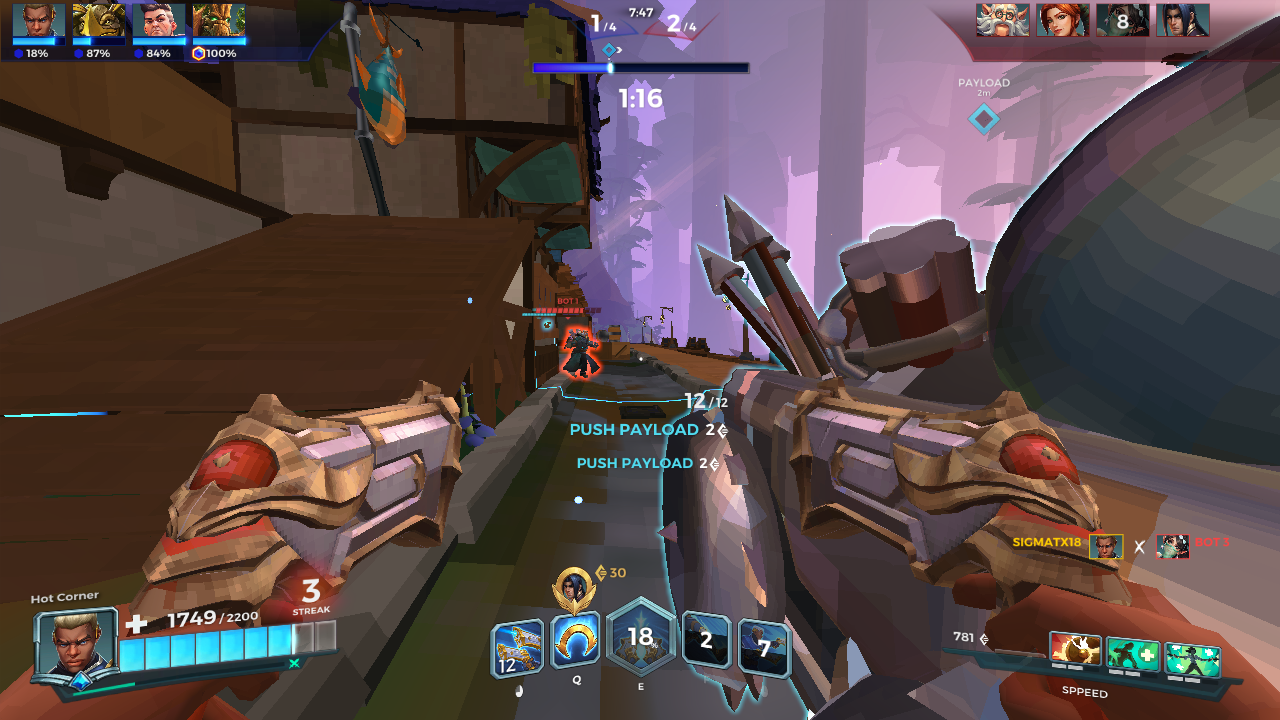 18%
87%
84%
100%
1/4
7:47
2/4
8
1:16
PAYLOAD
2m
BOT 1
12/12
PUSH PAYLOAD 2
PUSH PAYLOAD 2
SIGMATX18 X BOT 3
30
Hot Corner
1749/2200
3
STREAK
12
18%
2
7
Q
E
781
SPPEED